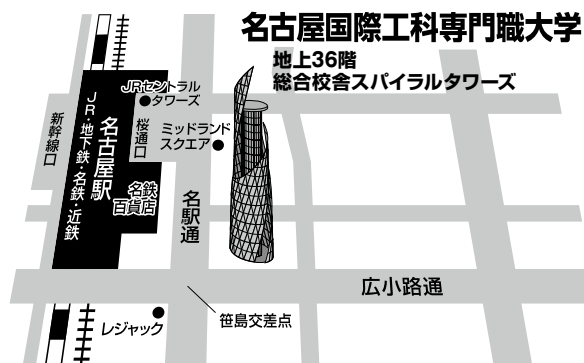 名古屋国際工科専門職大学
地上36階
総合校舎スパイラルタワーズ
JRセントラル
タワーズ
新幹線口
JR・地下鉄・名鉄・近鉄
名古屋駅
桜通口
ミッドランド
スクエア
名鉄
百貨店
名駅通
広小路通
笹島交差点
レジャック